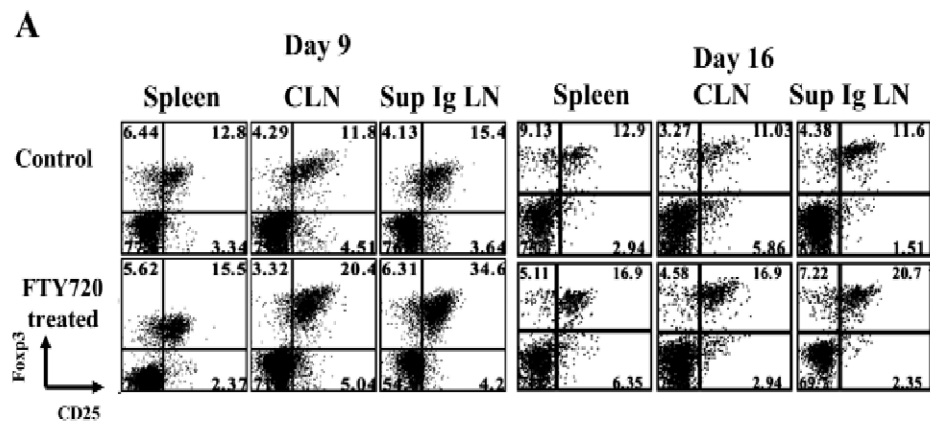 A
Day 9
Day 16
Spleen CLN Sup Ig LN Spleen CLN Sup Ig LN
Control
6.44 12.8 4.29 11.8 4.13 15.4 9.13 12.9 3.27 11.03 4.38 11.6
3.34 4.51 3.64 2.94 5.86 1.51
FTY720
treated
5.62 15.5 3.32 20.4 6.31 34.6 5.11 16.9 4.58 16.9 7.22 20.7
2.37 5.04 4.2 6.35 2.94 2.35
Foxp3
CD25